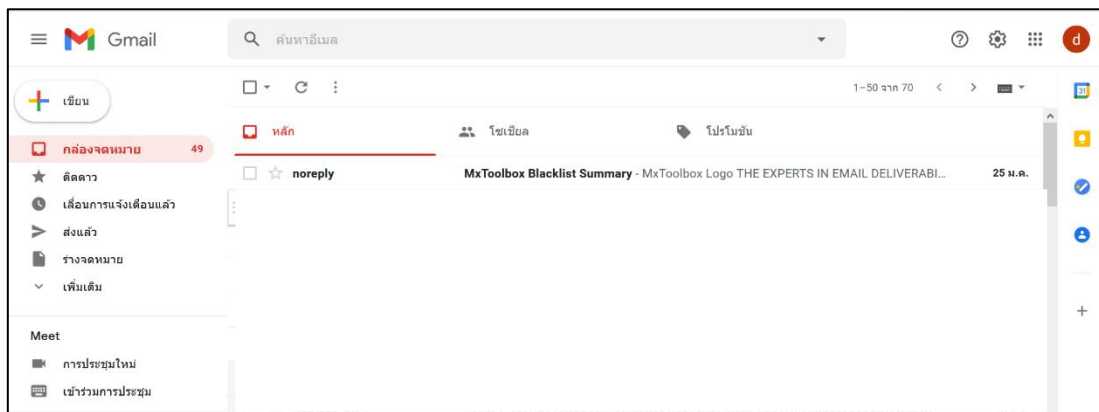 Gmail
ค้นหาอีเมล
d
เขียน
1–50 จาก 70
31
หลัก
โซเชียล
โปรโมชัน
กล่องจดหมาย 49
noreply MxToolbox Blacklist Summary - MxToolbox Logo THE EXPERTS IN EMAIL DELIVERABI... 25 ม.ค.
ติดดาว
เลื่อนการแจ้งเตือนแล้ว
ส่งแล้ว
ร่างจดหมาย
เพิ่มเติม
Meet
การประชุมใหม่
เข้าร่วมการประชุม